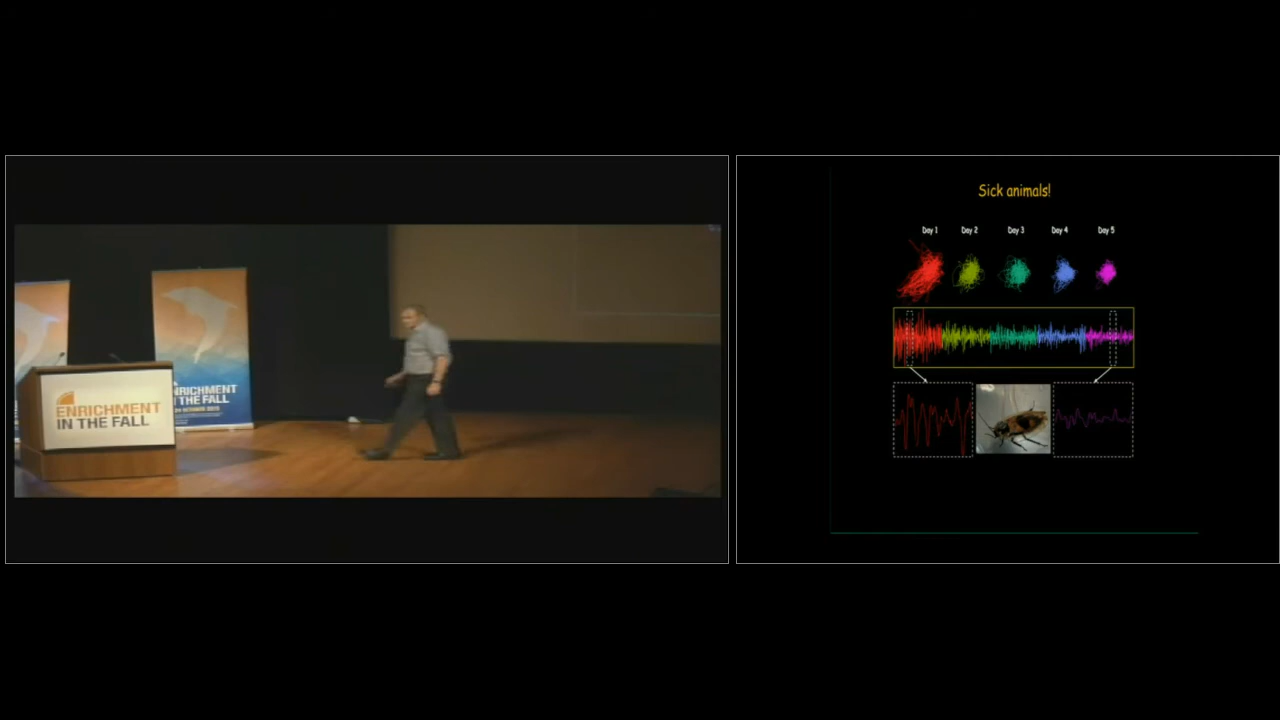 ENRICHMENT
IN THE FALL
ENRICHMENT
IN THE FALL
Sick animals!
Day 1 Day 2 Day 3 Day 4 Day 5